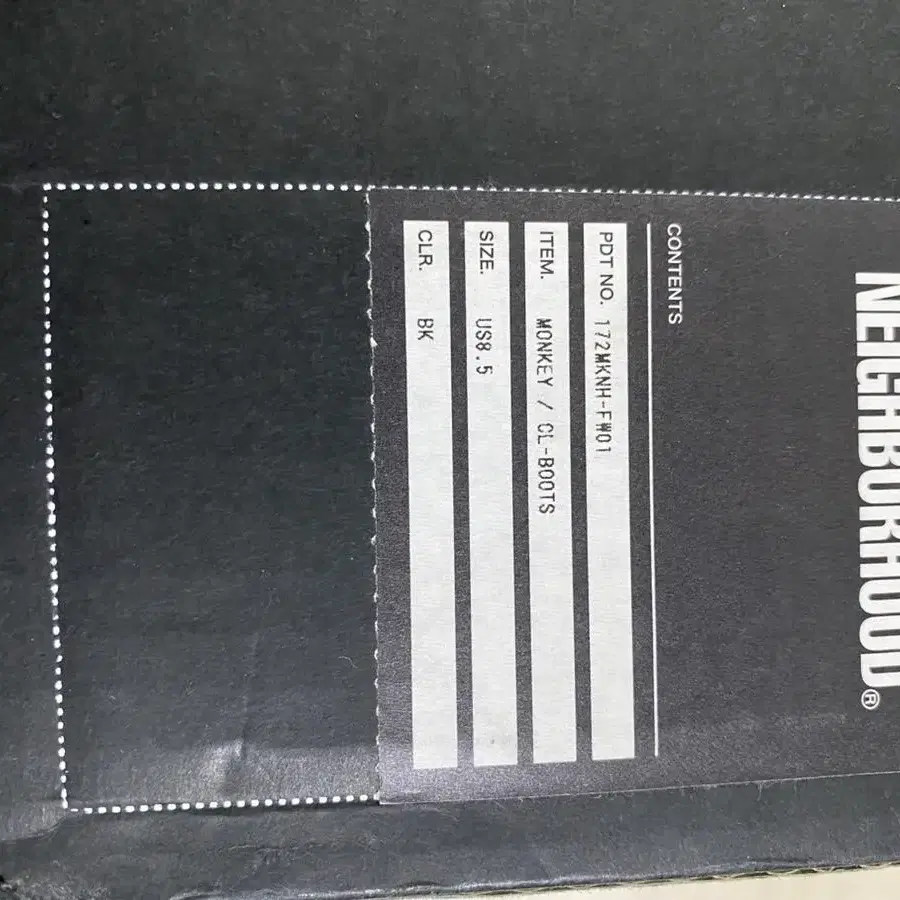 NEIGHBORHOOD®
CONTENTS
PDT NO. 172MKNH-FW01
ITEM. MONKEY / CL-BOOTS
SIZE. US8.5
CLR. BK